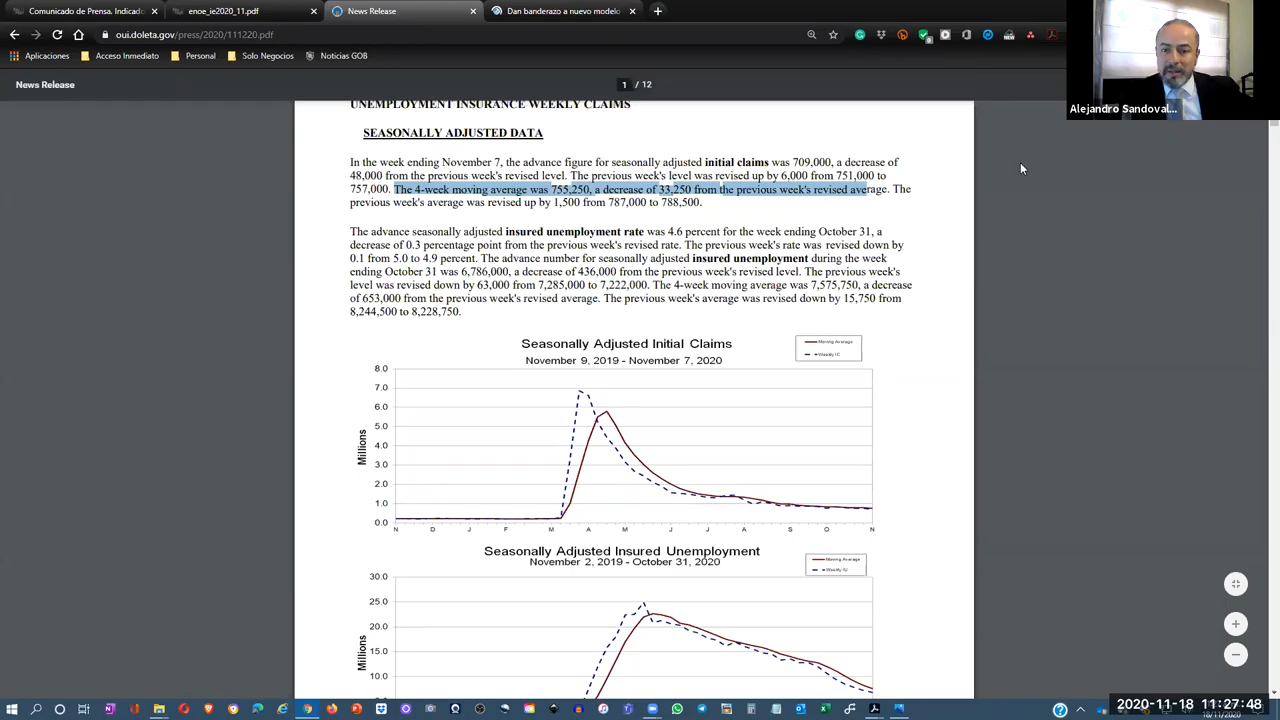 Comunicado de Prensa, Indicado
enoe_ie2020_11.pdf
News Release
Dan banderazo a nuevo modelo
oui.doleta.gov/press/2020/111220.pdf
Aplicaciones
Acceso Inmediato
Personal
Solo Negocios
Noticias GOB
News Release
1 / 12
Alejandro Sandoval...
UNEMPLOYMENT INSURANCE WEEKLY CLAIMS
SEASONALLY ADJUSTED DATA
In the week ending November 7, the advance figure for seasonally adjusted initial claims was 709,000, a decrease of
48,000 from the previous week's revised level. The previous week's level was revised up by 6,000 from 751,000 to
757,000. The 4-week moving average was 755,250, a decrease of 33,250 from the previous week's revised average. The
previous week's average was revised up by 1,500 from 787,000 to 788,500.
The advance seasonally adjusted insured unemployment rate was 4.6 percent for the week ending October 31, a
decrease of 0.3 percentage point from the previous week's revised rate. The previous week's rate was revised down by
0.1 from 5.0 to 4.9 percent. The advance number for seasonally adjusted insured unemployment during the week
ending October 31 was 6,786,000, a decrease of 436,000 from the previous week's revised level. The previous week's
level was revised down by 63,000 from 7,285,000 to 7,222,000. The 4-week moving average was 7,575,750, a decrease
of 653,000 from the previous week's revised average. The previous week's average was revised down by 15,750 from
8,244,500 to 8,228,750.
Seasonally Adjusted Initial Claims
November 9, 2019 - November 7, 2020
Moving Average
Weekly IC
8.0
7.0
6.0
5.0
4.0
3.0
2.0
1.0
0.0
Millions
N D J F M A M J J A S O N
Seasonally Adjusted Insured Unemployment
November 2, 2019 - October 31, 2020
Moving Average
Weekly IU
30.0
25.0
20.0
15.0
10.0
Millions
2020-11-18 11:27:48
18/11/2020